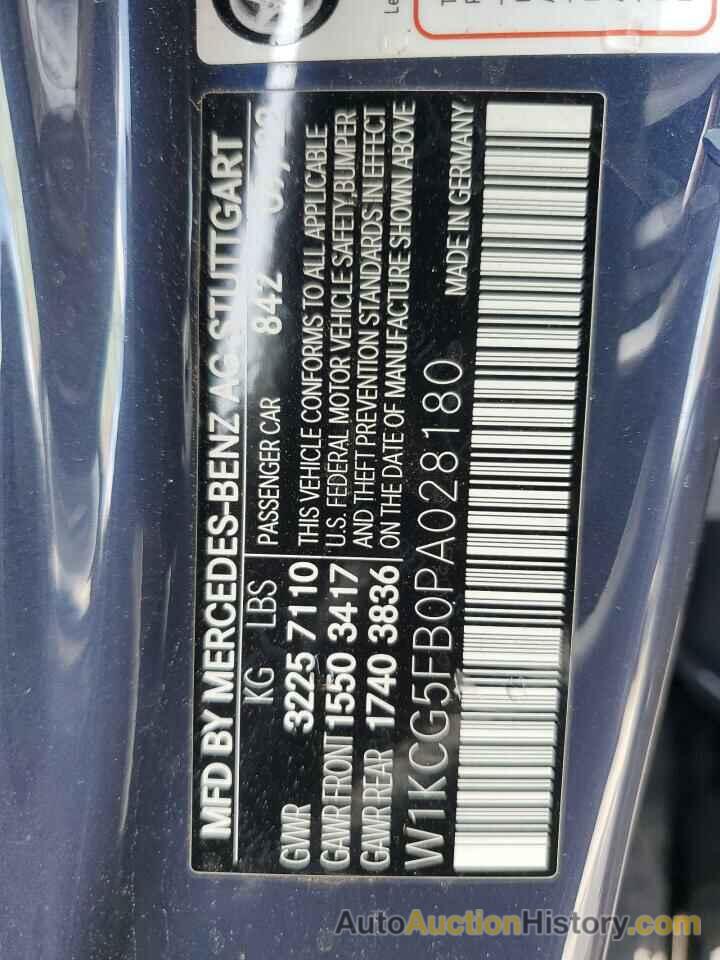 MFD BY MERCEDES-BENZ AG STUTTGART
KG LBS PASSENGER CAR 842
GWR 3225 7110 THIS VEHICLE CONFORMS TO ALL APPLICABLE
GAWR FRONT 1550 3417 U.S. FEDERAL MOTOR VEHICLE SAFETY,BUMPER
GAWR REAR 1740 3836 AND THEFT PREVENTION STANDARDS IN EFFECT
ON THE DATE OF MANUFACTURE SHOWN ABOVE
W1KCG5FB0PA028180 MADE IN GERMANY
AutoAuctionHistory.com